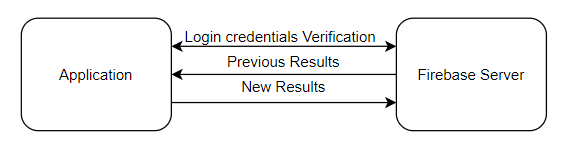 Login credentials Verification
Application
Previous Results
Firebase Server
New Results